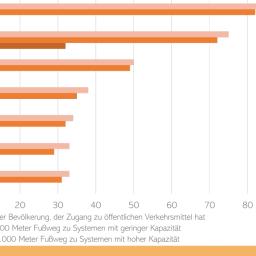 20 30 40 50 60 70 80
er Bevölkerung, der Zugang zu öffentlichen Verkehrsmittel hat
00 Meter Fußweg zu Systemen mit geringer Kapazität
.000 Meter Fußweg zu Systemen mit hoher Kapazität